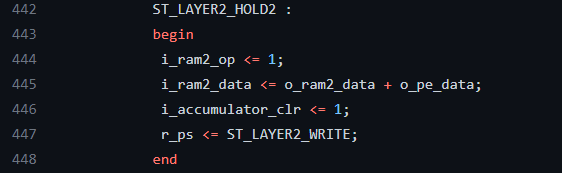 442 ST_LAYER2_HOLD2 :
443 begin
444 i_ram2_op <= 1;
445 i_ram2_data <= o_ram2_data + o_pe_data;
446 i_accumulator_clr <= 1;
447 r_ps <= ST_LAYER2_WRITE;
448 end